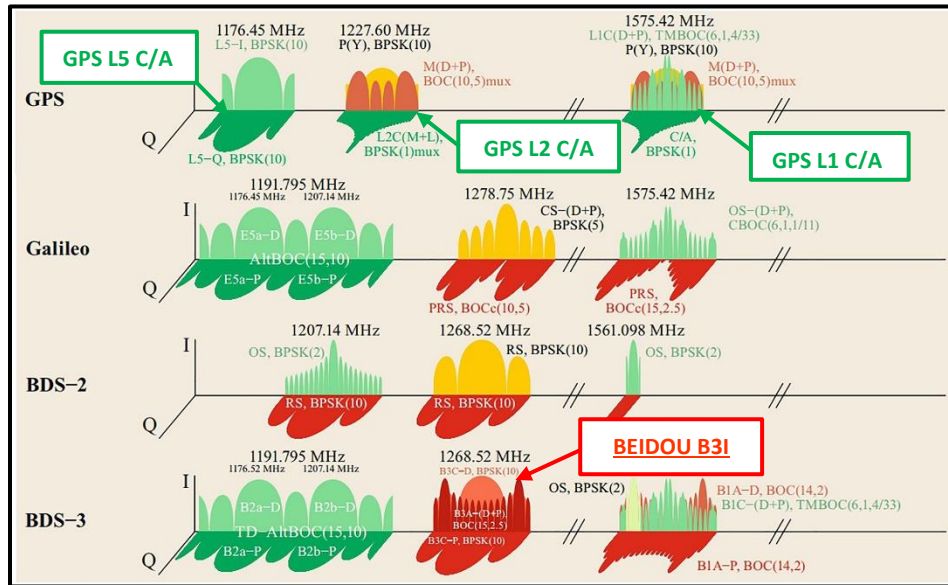 1176.45 MHz
L5-I, BPSK(10)
1227.60 MHz
P(Y), BPSK(10)
1575.42 MHz
L1C(D+P), TMBOC(6,1,4/33)
P(Y), BPSK(10)
GPS L5 C/A
M(D+P),
BOC(10,5)mux
M(D+P),
BOC(10,5)mux
GPS
Q
L5-Q, BPSK(10)
L2C(M+L),
BPSK(1)mux
GPS L2 C/A
C/A,
BPSK(1)
GPS L1 C/A
1191.795 MHz
1176.45 MHz 1207.14 MHz
1278.75 MHz
1575.42 MHz
I
CS-(D+P),
BPSK(5)
OS-(D+P),
CBOC(6,1,1/11)
Galileo
E5a-D E5b-D
AltBOC(15,10)
E5a-P E5b-P
Q
PRS, BOCc(10,5)
PRS,
BOCc(15,2.5)
1207.14 MHz
1268.52 MHz
1561.098 MHz
I
OS, BPSK(2)
RS, BPSK(10)
OS, BPSK(2)
BDS-2
RS, BPSK(10)
RS, BPSK(10)
Q
BEIDOU B3I
1191.795 MHz
1176.52 MHz 1207.14 MHz
1268.52 MHz
B3C-D, BPSK(10)
I
OS, BPSK(2)
B1A-D, BOC(14,2)
B1C-(D+P), TMBOC(6,1,4/33)
BDS-3
B2a-D B2b-D
TD-AltBOC(15,10)
B2a-P B2b-P
B3A-(D+P),
BOC(15,2.5)
B3C-P, BPSK(10)
Q
B1A-P, BOC(14,2)